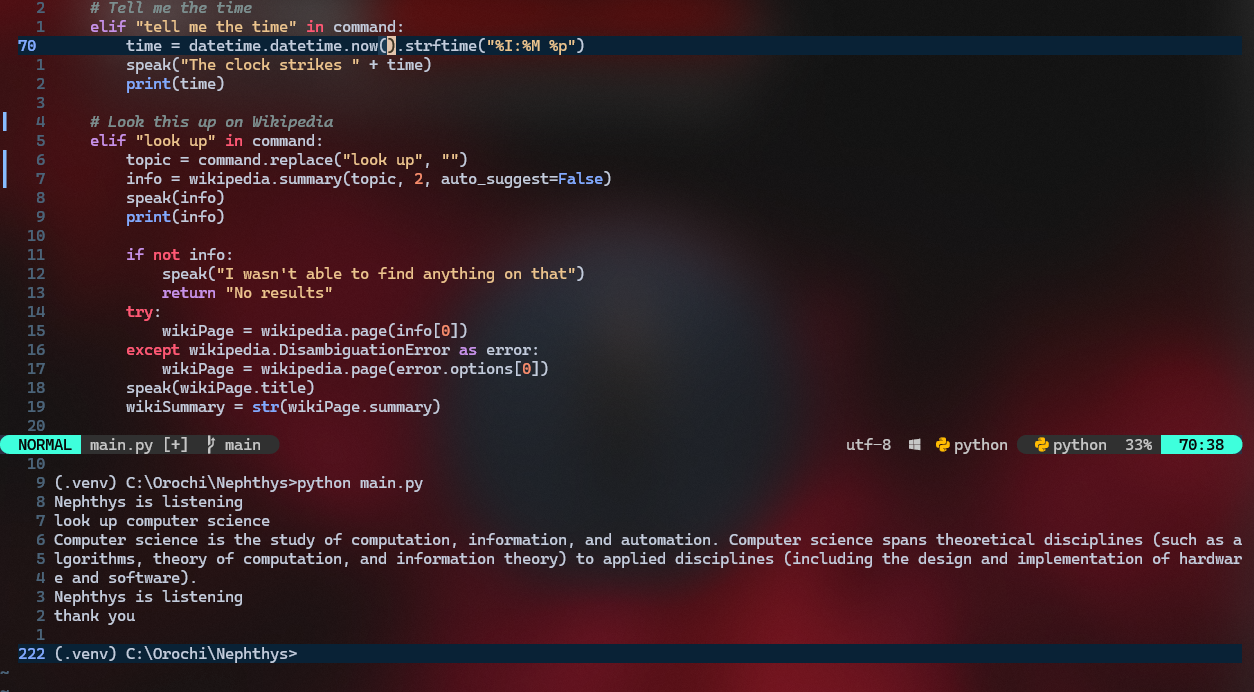 2     # Tell me the time
1     elif "tell me the time" in command:
70         time = datetime.datetime.now().strftime("%I:%M %p")
1         speak("The clock strikes " + time)
2         print(time)
3
4     # Look this up on Wikipedia
5     elif "look up" in command:
6         topic = command.replace("look up", "")
7         info = wikipedia.summary(topic, 2, auto_suggest=False)
8         speak(info)
9         print(info)
10
11         if not info:
12             speak("I wasn't able to find anything on that")
13             return "No results"
14         try:
15             wikiPage = wikipedia.page(info[0])
16         except wikipedia.DisambiguationError as error:
17             wikiPage = wikipedia.page(error.options[0])
18         speak(wikiPage.title)
19         wikiSummary = str(wikiPage.summary)
20
NORMAL main.py [+] main utf-8 python python 33% 70:38
10
9 (.venv) C:\Orochi\Nephthys>python main.py
8 Nephthys is listening
7 look up computer science
6 Computer science is the study of computation, information, and automation. Computer science spans theoretical disciplines (such as a
5 lgorithms, theory of computation, and information theory) to applied disciplines (including the design and implementation of hardwar
4 e and software).
3 Nephthys is listening
2 thank you
1
222 (.venv) C:\Orochi\Nephthys>
~
~